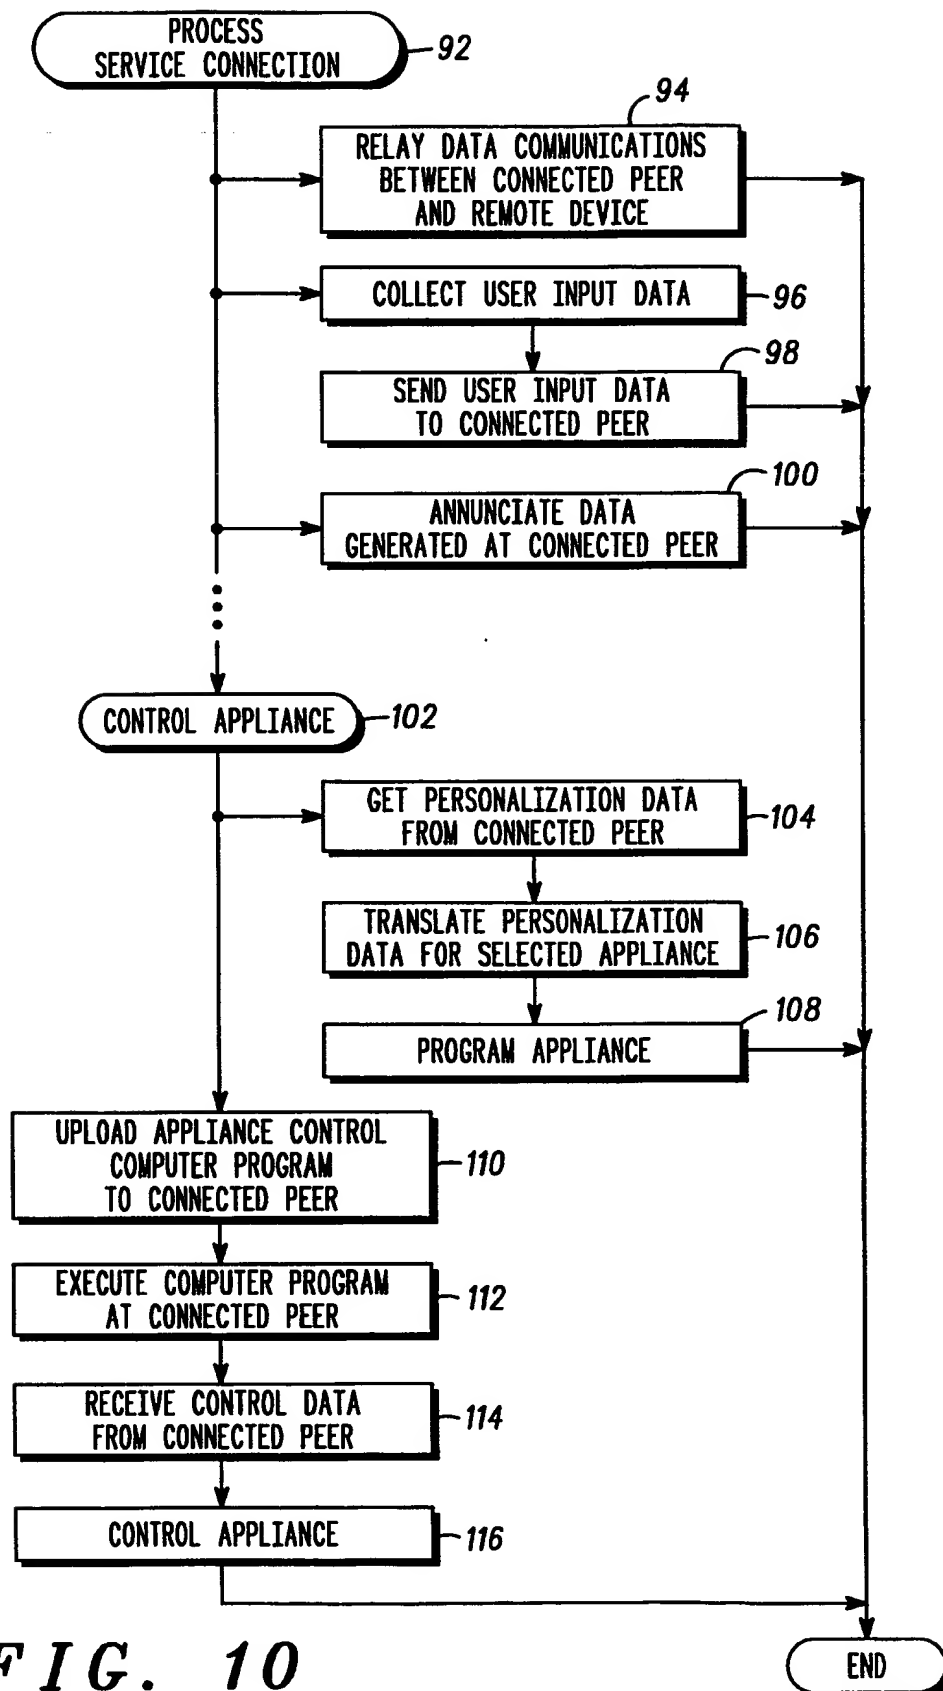 PROCESS
SERVICE CONNECTION
92
94
RELAY DATA COMMUNICATIONS
BETWEEN CONNECTED PEER
AND REMOTE DEVICE
COLLECT USER INPUT DATA
96
98
SEND USER INPUT DATA
TO CONNECTED PEER
100
ANNUNCIATE DATA
GENERATED AT CONNECTED PEER
CONTROL APPLIANCE
102
GET PERSONALIZATION DATA
FROM CONNECTED PEER
104
TRANSLATE PERSONALIZATION
DATA FOR SELECTED APPLIANCE
106
108
PROGRAM APPLIANCE
UPLOAD APPLIANCE CONTROL
COMPUTER PROGRAM
TO CONNECTED PEER
110
EXECUTE COMPUTER PROGRAM
AT CONNECTED PEER
112
RECEIVE CONTROL DATA
FROM CONNECTED PEER
114
CONTROL APPLIANCE
116
END
FIG. 10